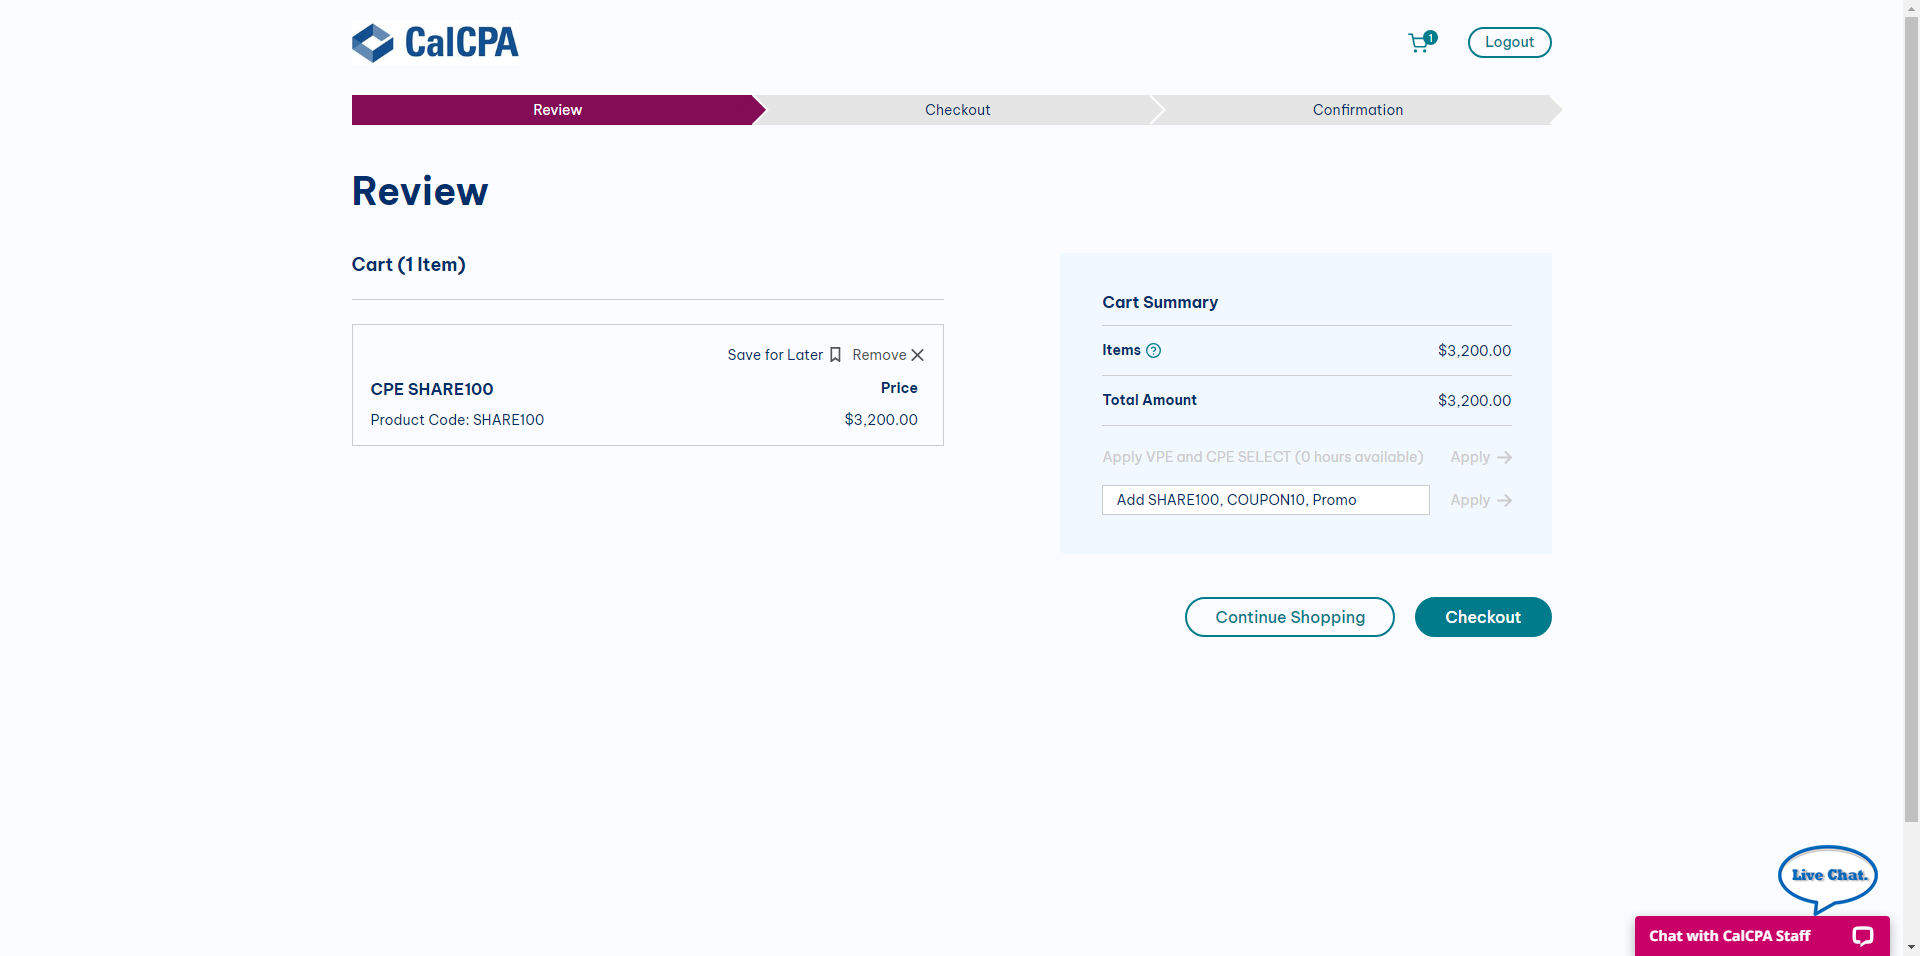 CalCPA
1
Logout
Review
Checkout
Confirmation
Review
Cart (1 Item)
Save for Later
Remove
CPE SHARE100
Price
Product Code: SHARE100
$3,200.00
Cart Summary
Items ?
$3,200.00
Total Amount
$3,200.00
Apply VPE and CPE SELECT (0 hours available)
Apply
Add SHARE100, COUPON10, Promo
Apply
Continue Shopping
Checkout
Live Chat.
Chat with CalCPA Staff